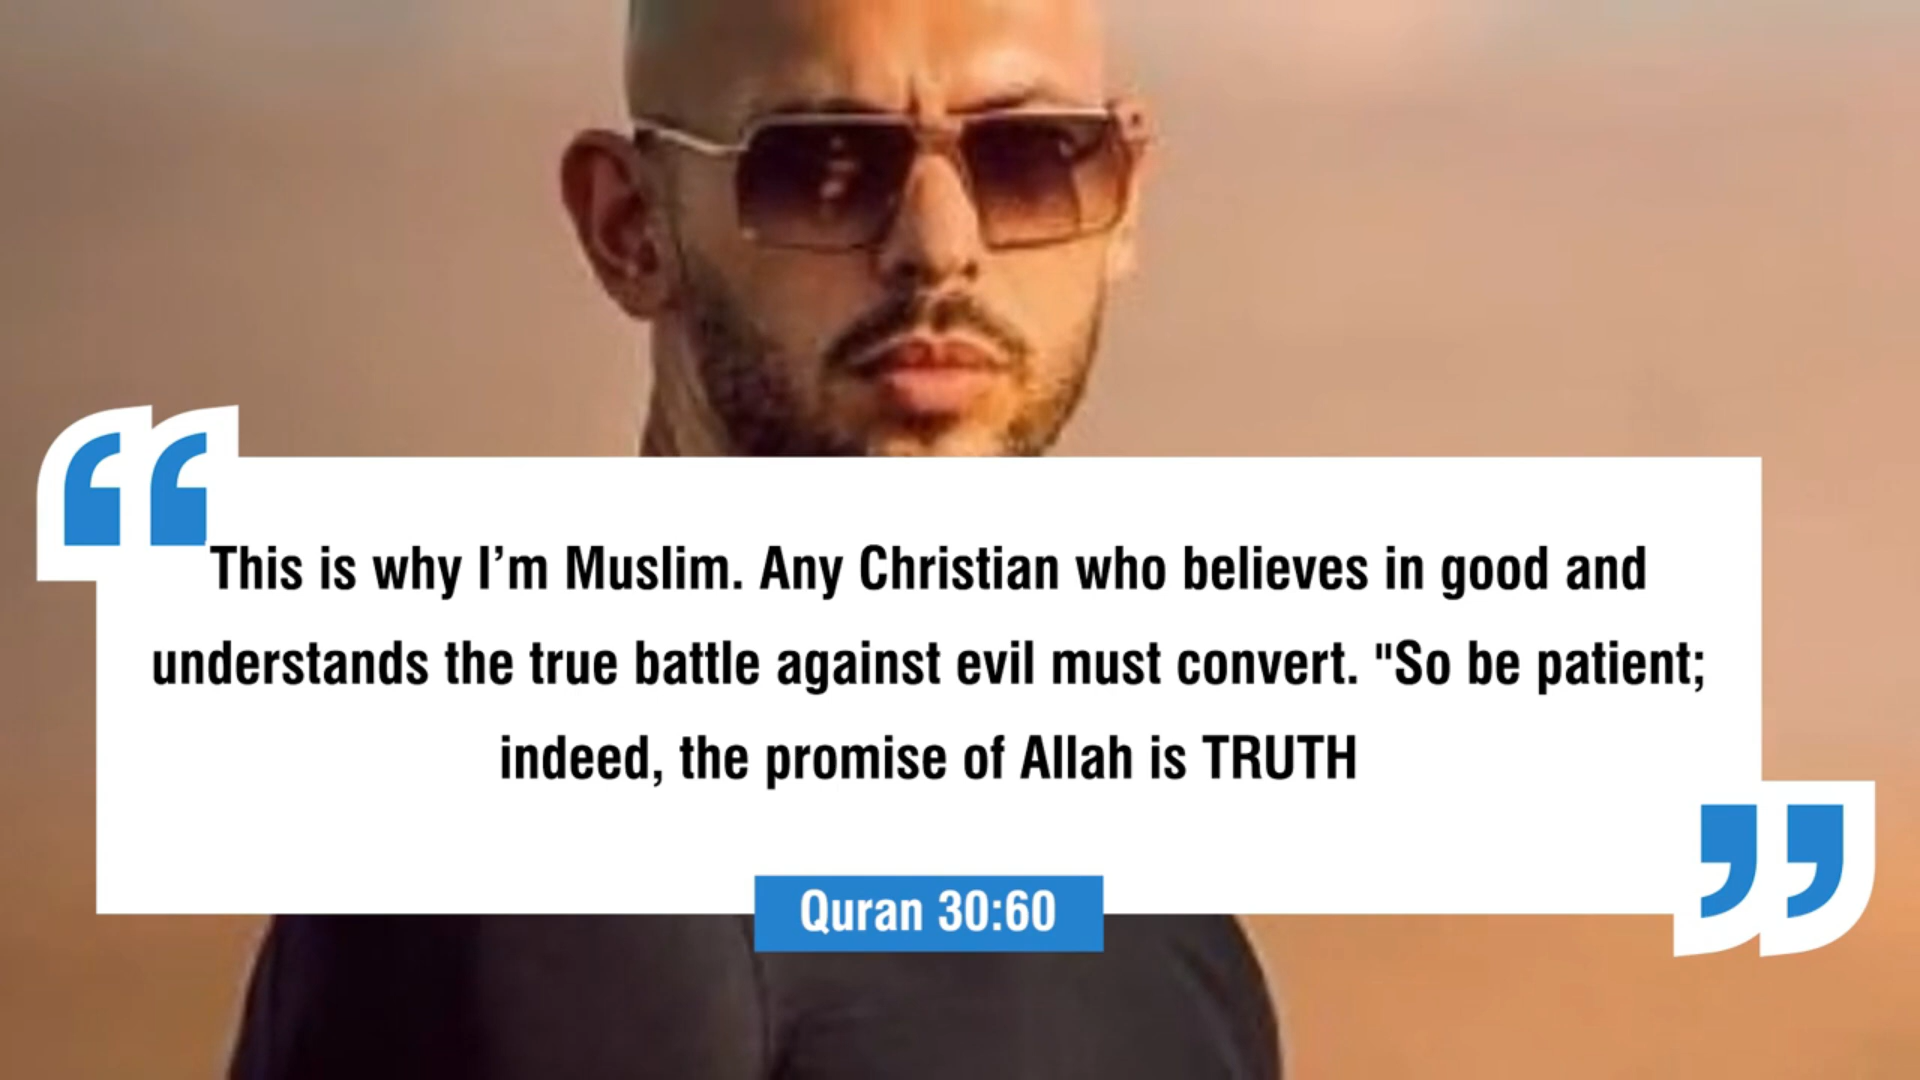 This is why I’m Muslim. Any Christian who believes in good and
understands the true battle against evil must convert. "So be patient;
indeed, the promise of Allah is TRUTH
Quran 30:60